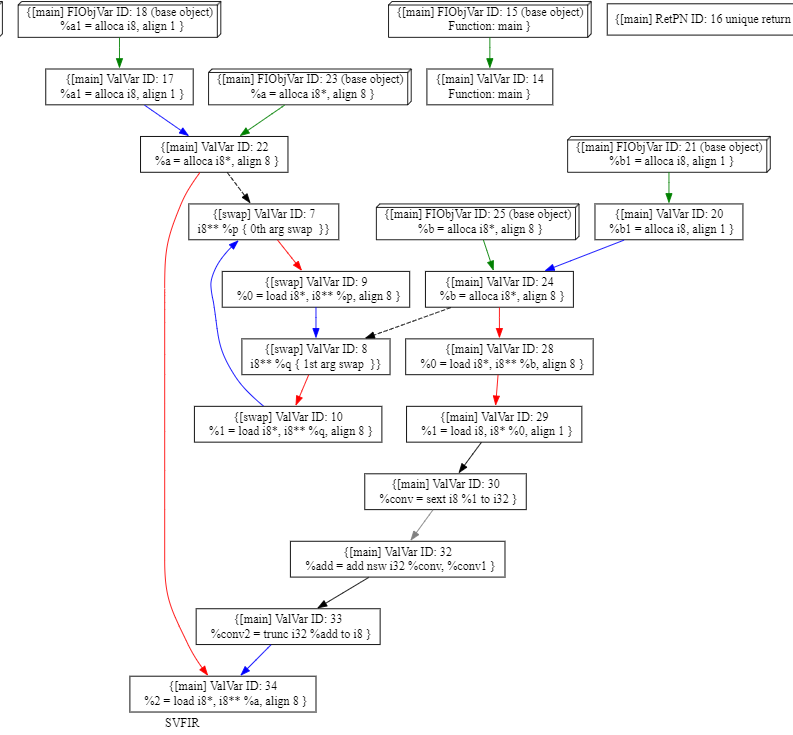 {[main] FIObjVar ID: 18 (base object)
%a1 = alloca i8, align 1 }
{[main] FIObjVar ID: 15 (base object)
Function: main }
{[main] RetPN ID: 16 unique return
{[main] ValVar ID: 17
%a1 = alloca i8, align 1 }
{[main] FIObjVar ID: 23 (base object)
%a = alloca i8*, align 8 }
{[main] ValVar ID: 14
Function: main }
{[main] ValVar ID: 22
%a = alloca i8*, align 8 }
{[main] FIObjVar ID: 21 (base object)
%b1 = alloca i8, align 1 }
{[swap] ValVar ID: 7
i8** %p { 0th arg swap  }}
{[main] FIObjVar ID: 25 (base object)
%b = alloca i8*, align 8 }
{[main] ValVar ID: 20
%b1 = alloca i8, align 1 }
{[swap] ValVar ID: 9
%0 = load i8*, i8** %p, align 8 }
{[main] ValVar ID: 24
%b = alloca i8*, align 8 }
{[swap] ValVar ID: 8
i8** %q { 1st arg swap  }}
{[main] ValVar ID: 28
%0 = load i8*, i8** %b, align 8 }
{[swap] ValVar ID: 10
%1 = load i8*, i8** %q, align 8 }
{[main] ValVar ID: 29
%1 = load i8, i8* %0, align 1 }
{[main] ValVar ID: 30
%conv = sext i8 %1 to i32 }
{[main] ValVar ID: 32
%add = add nsw i32 %conv, %conv1 }
{[main] ValVar ID: 33
%conv2 = trunc i32 %add to i8 }
{[main] ValVar ID: 34
%2 = load i8*, i8** %a, align 8 }
SVFIR